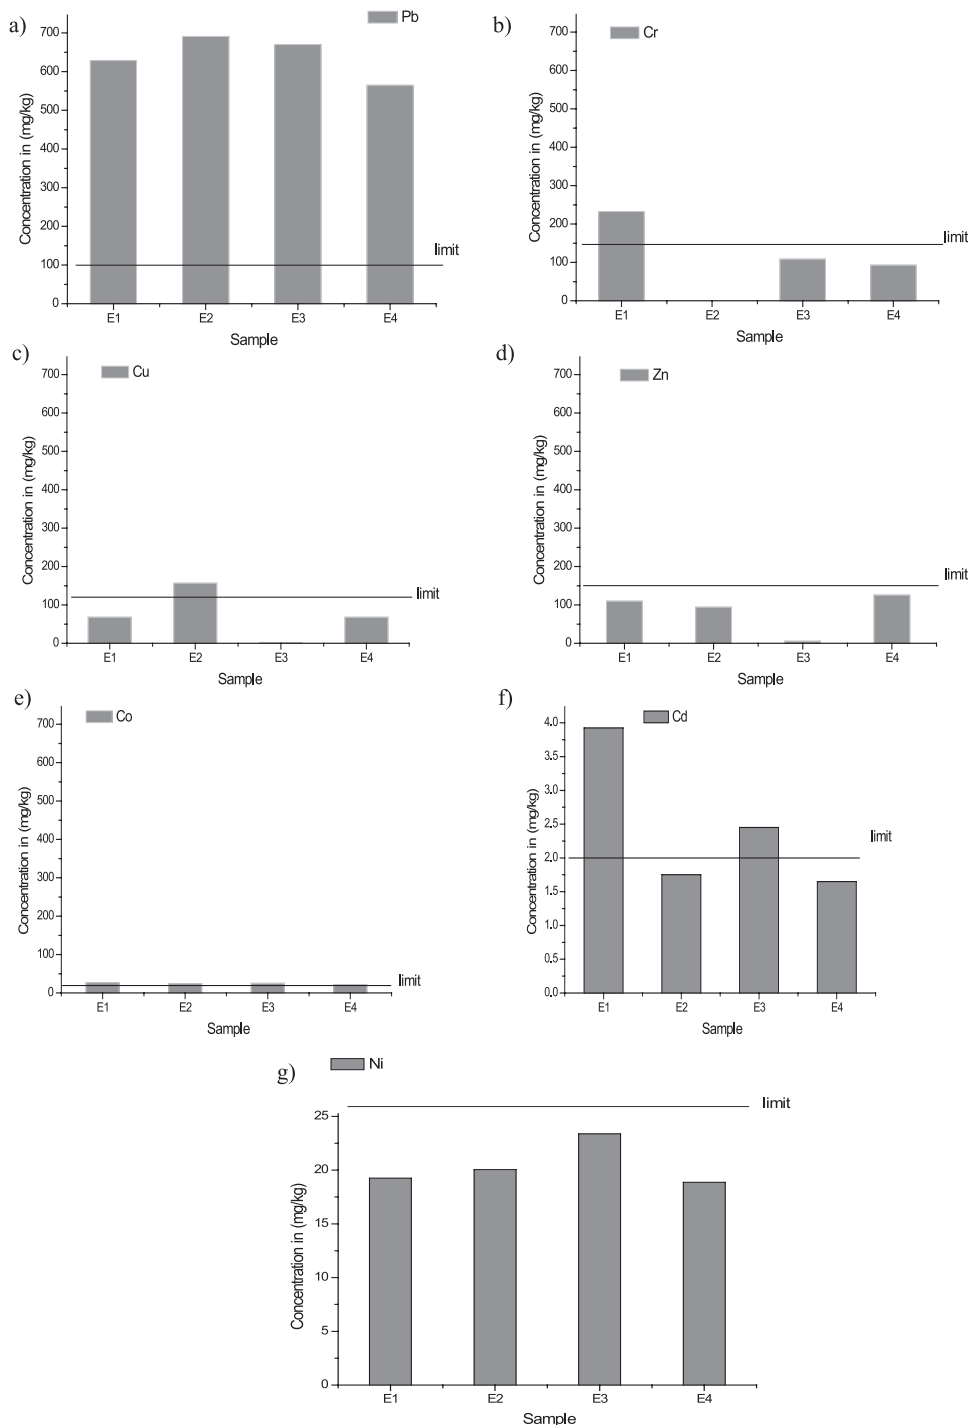 a)
Pb
700
600
500
400
300
200
100
0
Concentration in (mg/kg)
limit
E1 E2 E3 E4
Sample
b)
Cr
700
600
500
400
300
200
100
0
Concentration in (mg/kg)
limit
E1 E2 E3 E4
Sample
c)
Cu
700
600
500
400
300
200
100
0
Concentration in (mg/kg)
limit
E1 E2 E3 E4
Sample
d)
Zn
700
600
500
400
300
200
100
0
Concentration in (mg/kg)
limit
E1 E2 E3 E4
Sample
e)
Co
700
600
500
400
300
200
100
0
Concentration in (mg/kg)
limit
E1 E2 E3 E4
Sample
f)
Cd
4.0
3.5
3.0
2.5
2.0
1.5
1.0
0.5
0.0
Concentration in (mg/kg)
limit
E1 E2 E3 E4
Sample
g)
Ni
limit
25
20
15
10
5
0
Concentration in (mg/kg)
E1 E2 E3 E4
Sample